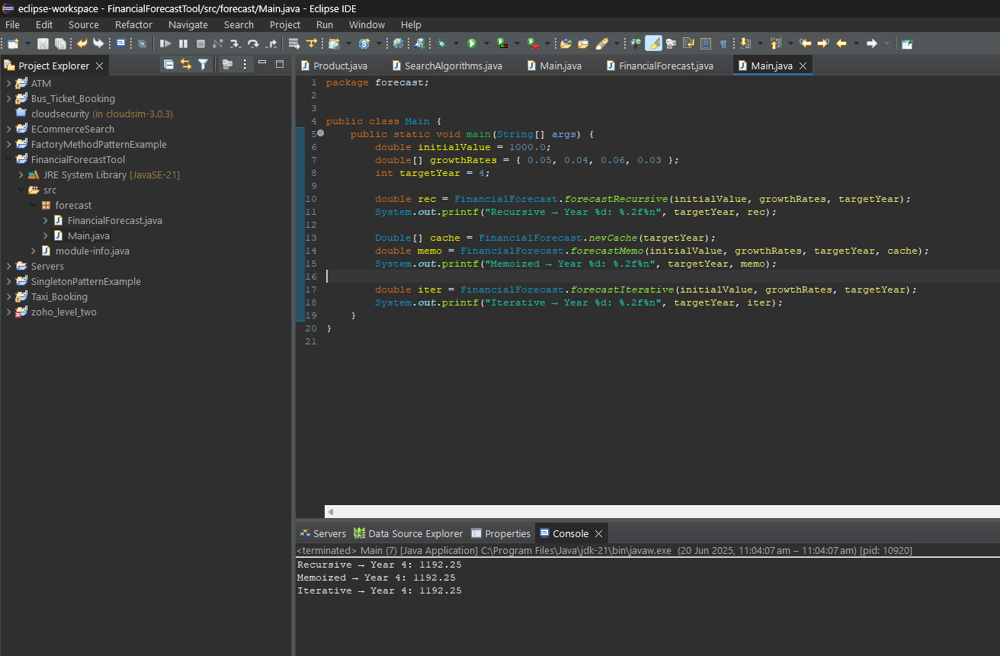 eclipse-workspace - FinancialForecastTool/src/forecast/Main.java - Eclipse IDE
File Edit Source Refactor Navigate Search Project Run Window Help
Project Explorer
ATM
Bus_Ticket_Booking
cloudsecurity (in cloudsim-3.0.3)
ECommerceSearch
FactoryMethodPatternExample
FinancialForecastTool
JRE System Library [JavaSE-21]
src
forecast
FinancialForecast.java
Main.java
module-info.java
Servers
SingletonPatternExample
Taxi_Booking
zoho_level_two
Product.java SearchAlgorithms.java Main.java FinancialForecast.java Main.java
1 package forecast;
2
3
4 public class Main {
5 public static void main(String[] args) {
6 double initialValue = 1000.0;
7 double[] growthRates = { 0.05, 0.04, 0.06, 0.03 };
8 int targetYear = 4;
9
10 double rec = FinancialForecast.forecastRecursive(initialValue, growthRates, targetYear);
11 System.out.printf("Recursive → Year %d: %.2f%n", targetYear, rec);
12
13 Double[] cache = FinancialForecast.newCache(targetYear);
14 double memo = FinancialForecast.forecastMemo(initialValue, growthRates, targetYear, cache);
15 System.out.printf("Memoized → Year %d: %.2f%n", targetYear, memo);
16
17 double iter = FinancialForecast.forecastIterative(initialValue, growthRates, targetYear);
18 System.out.printf("Iterative → Year %d: %.2f%n", targetYear, iter);
19 }
20 }
21
Servers Data Source Explorer Properties Console
<terminated> Main (7) [Java Application] C:\Program Files\Java\jdk-21\bin\javaw.exe (20 Jun 2025, 11:04:07 am – 11:04:07 am) [pid: 10920]
Recursive → Year 4: 1192.25
Memoized → Year 4: 1192.25
Iterative → Year 4: 1192.25